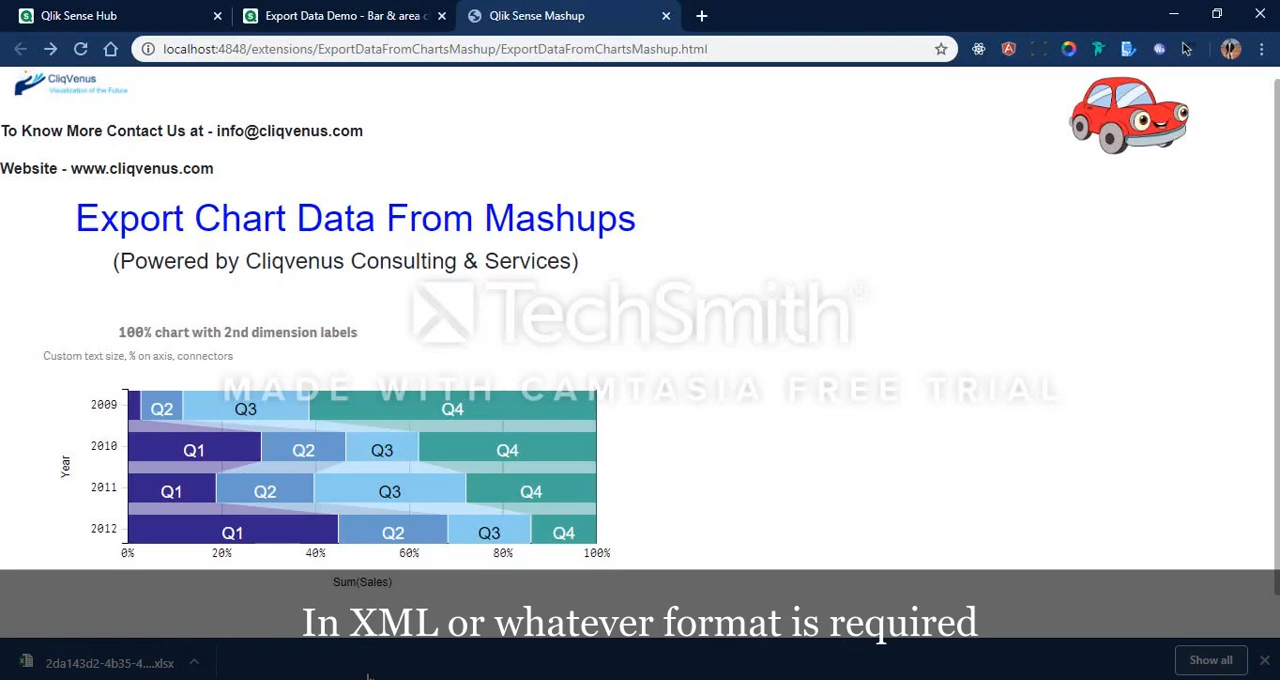 Qlik Sense Hub
Export Data Demo - Bar & area c
Qlik Sense Mashup
localhost:4848/extensions/ExportDataFromChartsMashup/ExportDataFromChartsMashup.html
CliqVenus
Visualization of the Future
To Know More Contact Us at - info@cliqvenus.com
Website - www.cliqvenus.com
Export Chart Data From Mashups
(Powered by Cliqvenus Consulting & Services)
TechSmith®
MADE WITH CAMTASIA FREE TRIAL
100% chart with 2nd dimension labels
Custom text size, % on axis, connectors
Year
2009 Q2 Q3 Q4
2010 Q1 Q2 Q3 Q4
2011 Q1 Q2 Q3 Q4
2012 Q1 Q2 Q3 Q4
0% 20% 40% 60% 80% 100%
Sum(Sales)
In XML or whatever format is required
2da143d2-4b35-4....xlsx
Show all